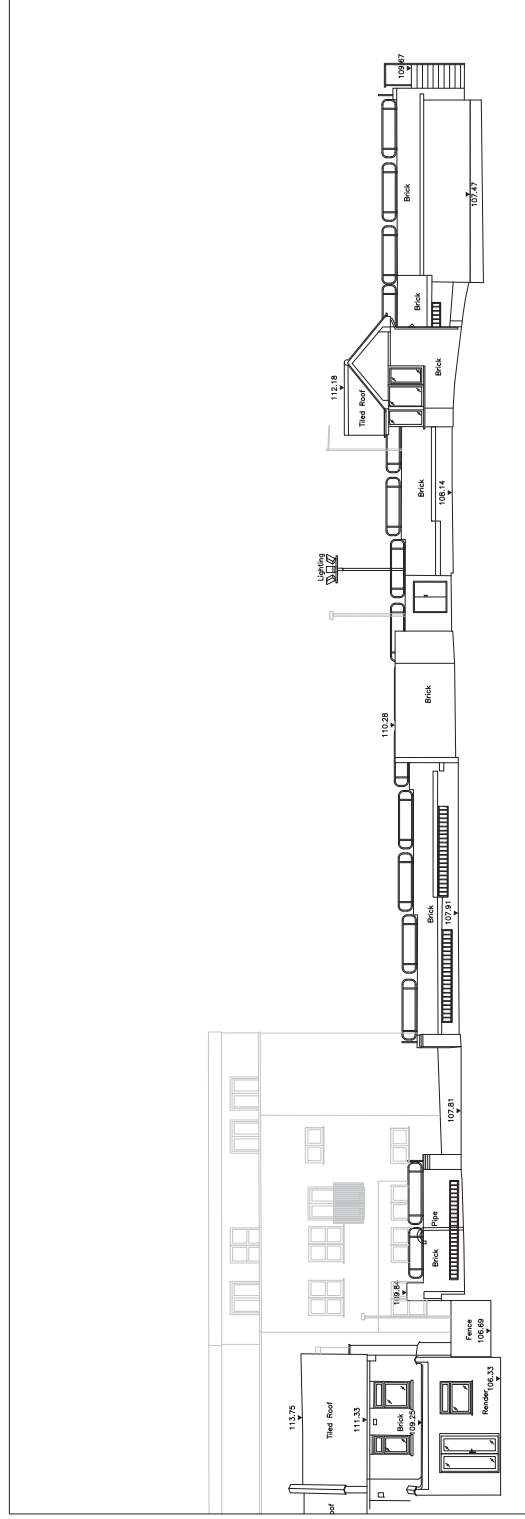 oof
113.75
Tiled Roof
111.33
Brick
109.25
Render
106.33
Fence
106.69
109.84
Brick
Pipe
107.81
Brick
107.91
110.28
Brick
Lighting
Brick
108.14
112.18
Tiled Roof
Brick
Brick
Brick
107.47
109.67